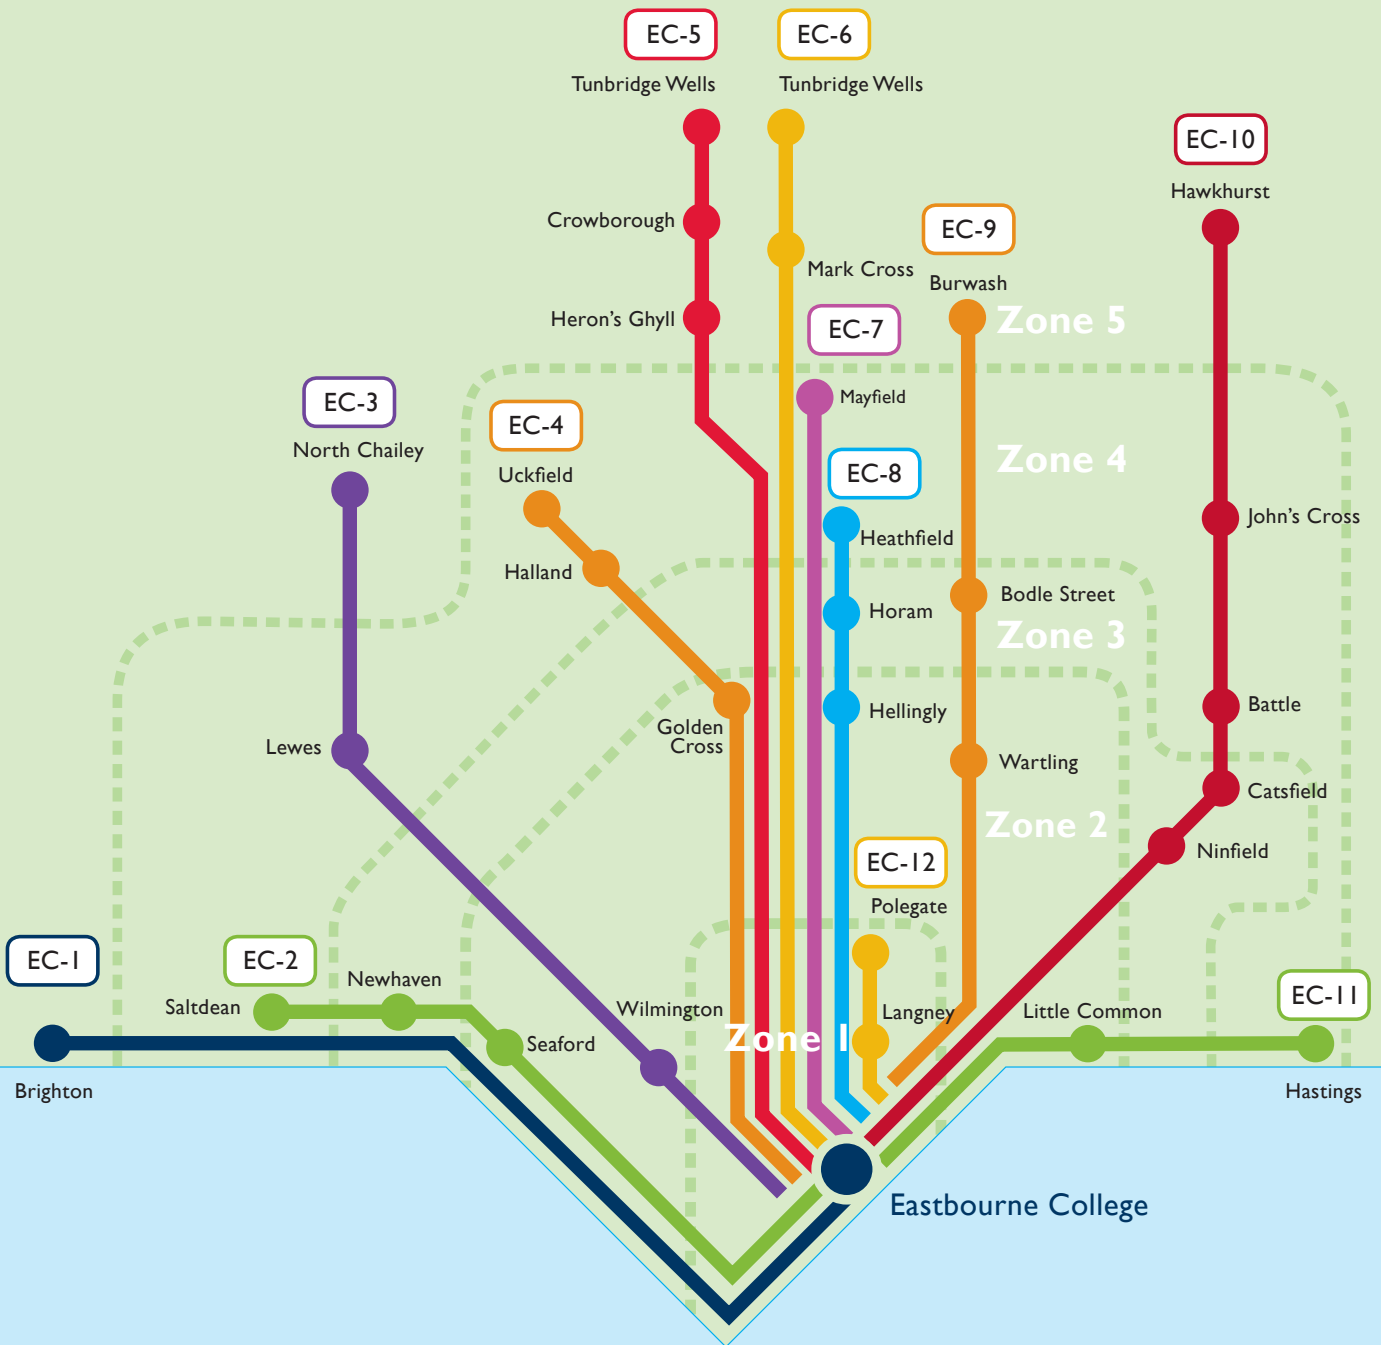 EC-5
EC-6
Tunbridge Wells
Tunbridge Wells
EC-10
Hawkhurst
Crowborough
EC-9
Mark Cross
Burwash
Heron's Ghyll
EC-7
Zone 5
Mayfield
EC-3
North Chailey
EC-4
Uckfield
Zone 4
EC-8
Heathfield
John's Cross
Halland
Bodle Street
Horam
Zone 3
Hellingly
Battle
Golden
Cross
Lewes
Wartling
Catsfield
Zone 2
Ninfield
EC-12
Polegate
EC-1
EC-2
Newhaven
Saltdean
Wilmington
Langney
Little Common
EC-11
Zone 1
Seaford
Brighton
Hastings
Eastbourne College